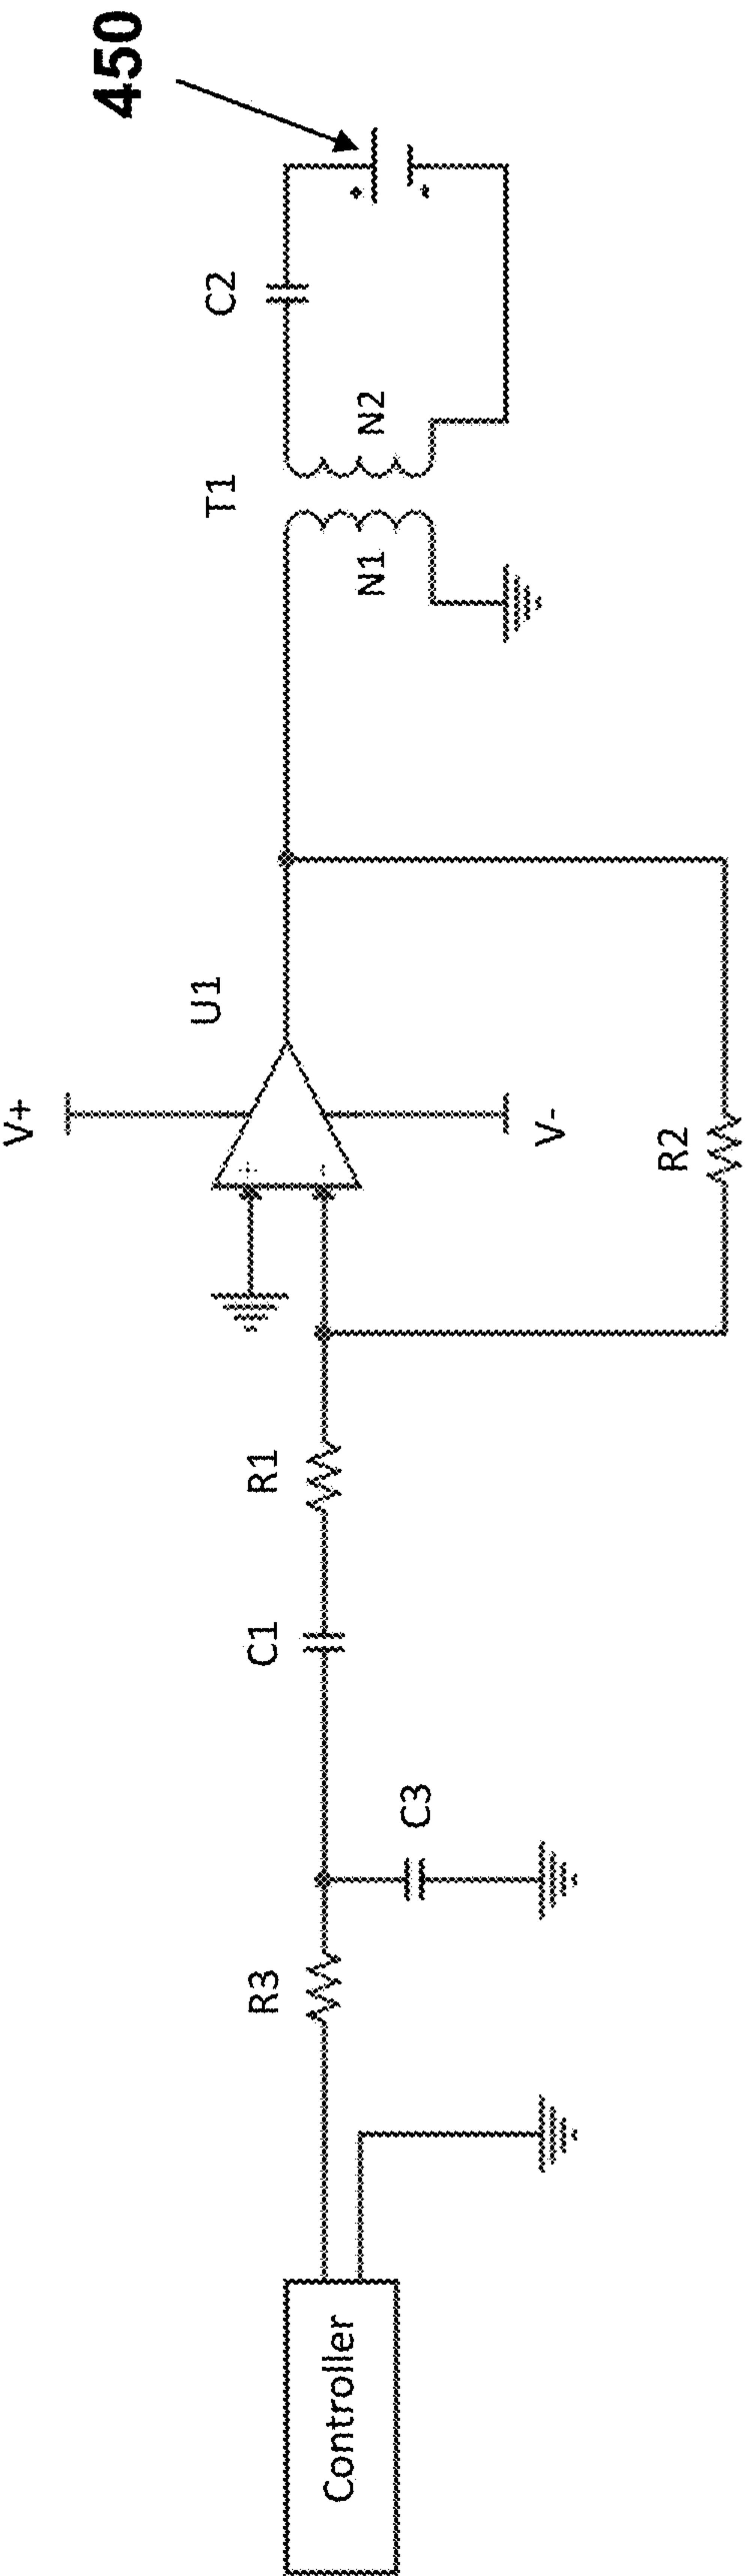 Controller
R3
C3
C1
R1
R2
V+
V-
U1
T1
N1
N2
C2
+
-
450